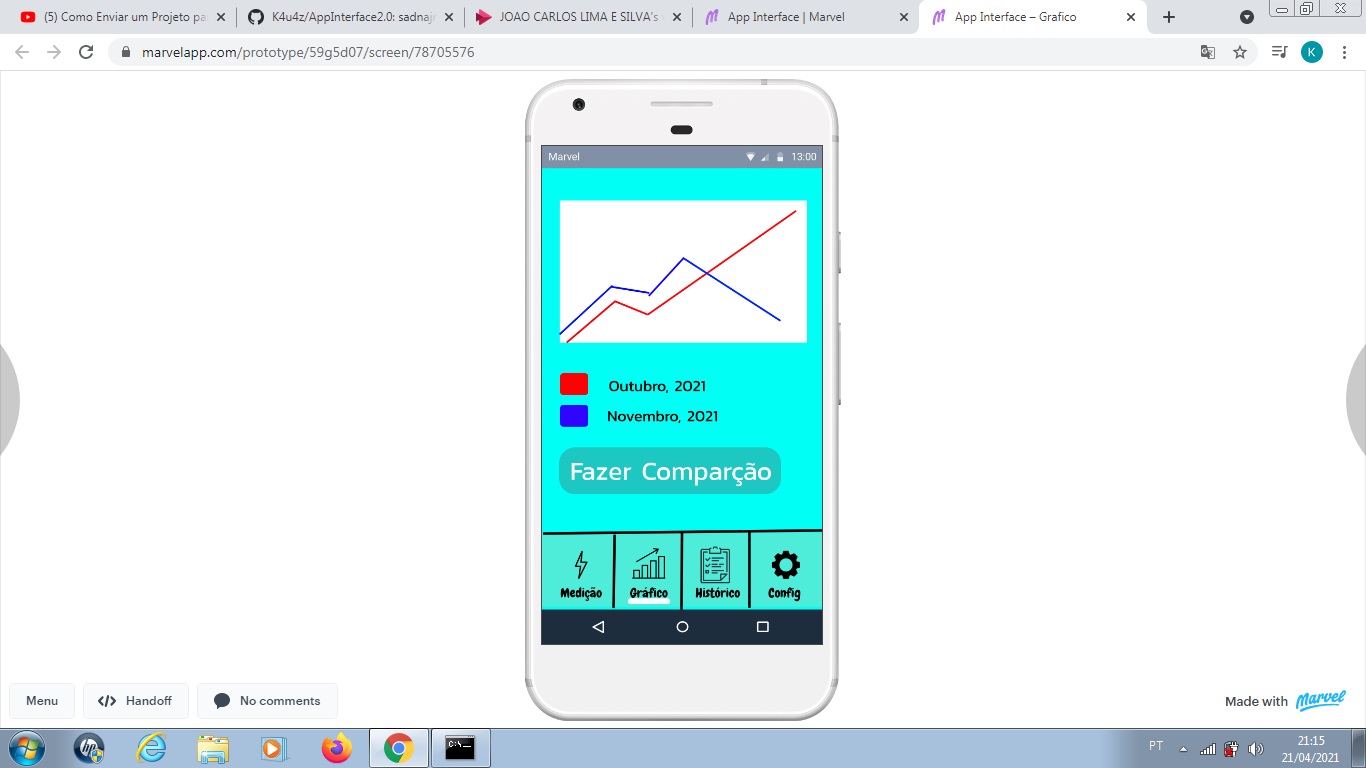 (5) Como Enviar um Projeto pa
K4u4z/AppInterface2.0: sadnaj
JOAO CARLOS LIMA E SILVA's
App Interface | Marvel
App Interface – Grafico
marvelapp.com/prototype/59g5d07/screen/78705576
K
Marvel
13:00
Outubro, 2021
Novembro, 2021
Fazer Comparção
Medição
Gráfico
Histórico
Config
Menu
Handoff
No comments
Made with Marvel
hp
C:\
PT
21:15
21/04/2021